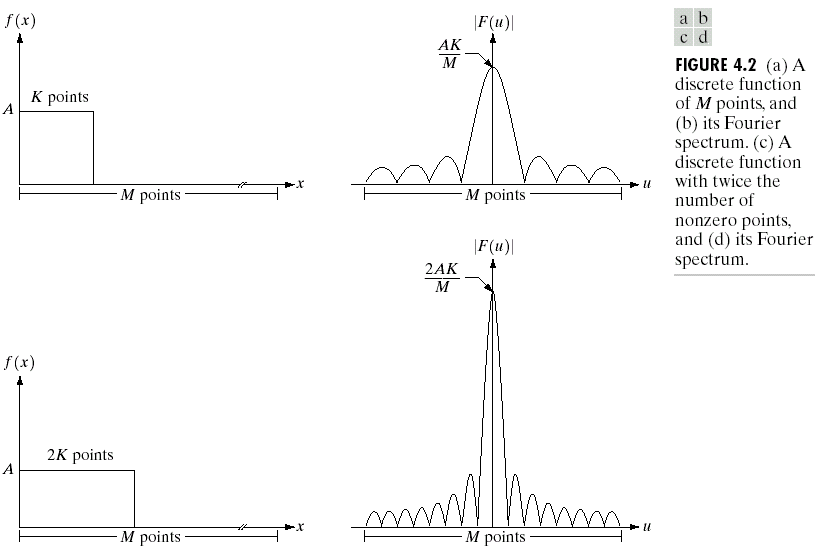 f(x)
A
K points
M points
x
|F(u)|
AK
M
M points
u
f(x)
A
2K points
M points
x
|F(u)|
2AK
M
M points
u
a b
c d
FIGURE 4.2 (a) A
discrete function
of M points, and
(b) its Fourier
spectrum. (c) A
discrete function
with twice the
number of
nonzero points,
and (d) its Fourier
spectrum.